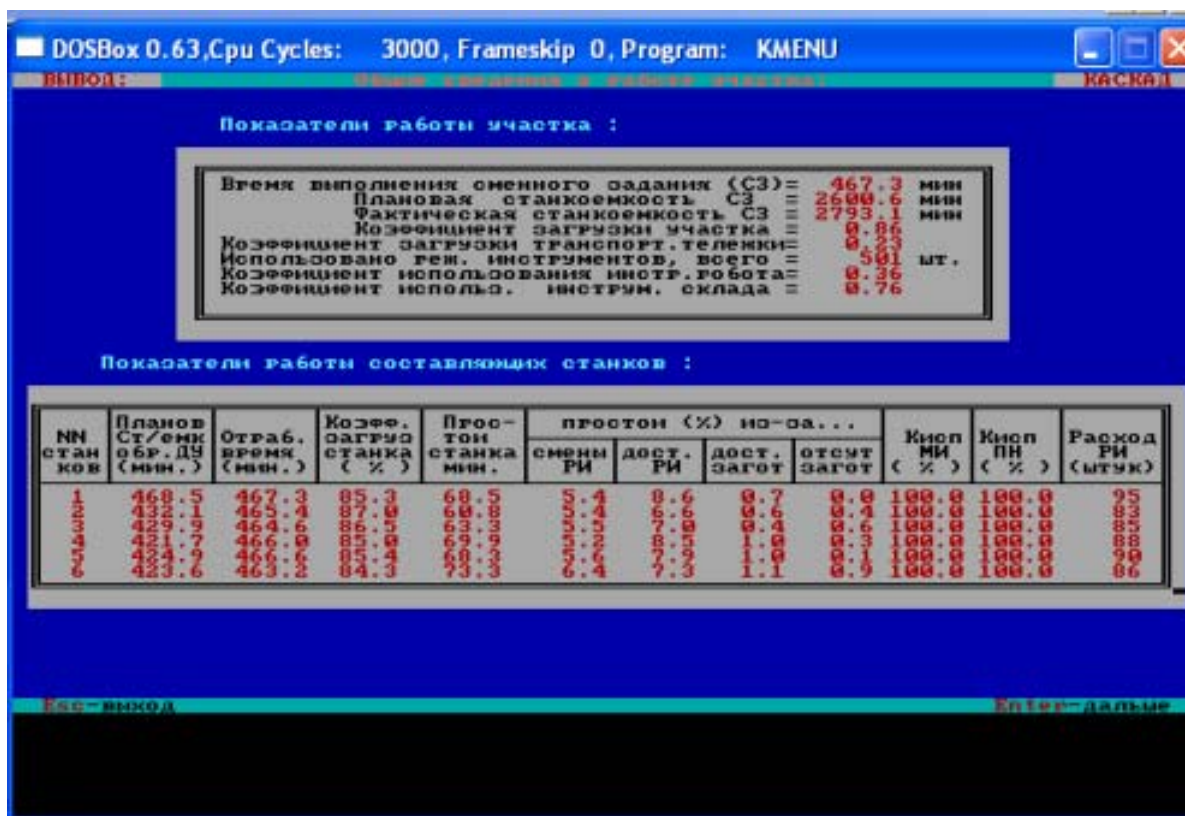 DOSBox 0.63,Cpu Cycles: 3000, Frameskip 0, Program: KMENU
ВЫВОД: Общие сведения о работе участка: КАСКАД
Показатели работы участка :
Время выполнения сменного задания (СЗ)= 467.3 мин
Плановая станкоемкость СЗ = 2600.6 мин
Фактическая станкоемкость СЗ = 2793.1 мин
Коэффициент загрузки участка = 0.86
Коэффициент загрузки транспорт.тележки= 0.23
Использовано реж. инструментов, всего = 501 шт.
Коэффициент использования инстр.робота= 0.36
Коэффициент использ. инструм. склада = 0.76
Показатели работы составляющих станков :
NN стан ков Планов Ст/емк обр.ДУ (мин.) Отраб. время (мин.) Коэфф. загруз станка ( % ) Прос- тои станка мин. простои (%) из-за... Кисп МИ ( % ) Кисп ПН ( % ) Расход РИ (штук)
смены РИ дост. РИ дост. загот отсут загот
1 468.5 467.3 85.3 68.5 5.4 8.6 0.7 0.0 100.0 100.0 95
2 432.1 465.4 87.0 60.8 5.4 6.6 0.6 0.4 100.0 100.0 83
3 429.9 464.6 86.5 63.3 5.5 7.0 0.4 0.6 100.0 100.0 85
4 421.7 466.0 85.0 69.9 5.2 8.5 1.0 0.3 100.0 100.0 88
5 424.9 466.6 85.4 68.3 5.6 7.9 1.0 0.1 100.0 100.0 90
6 423.6 463.2 84.3 73.3 6.4 7.3 1.1 0.9 100.0 100.0 86
Esc-выход Enter-дальше